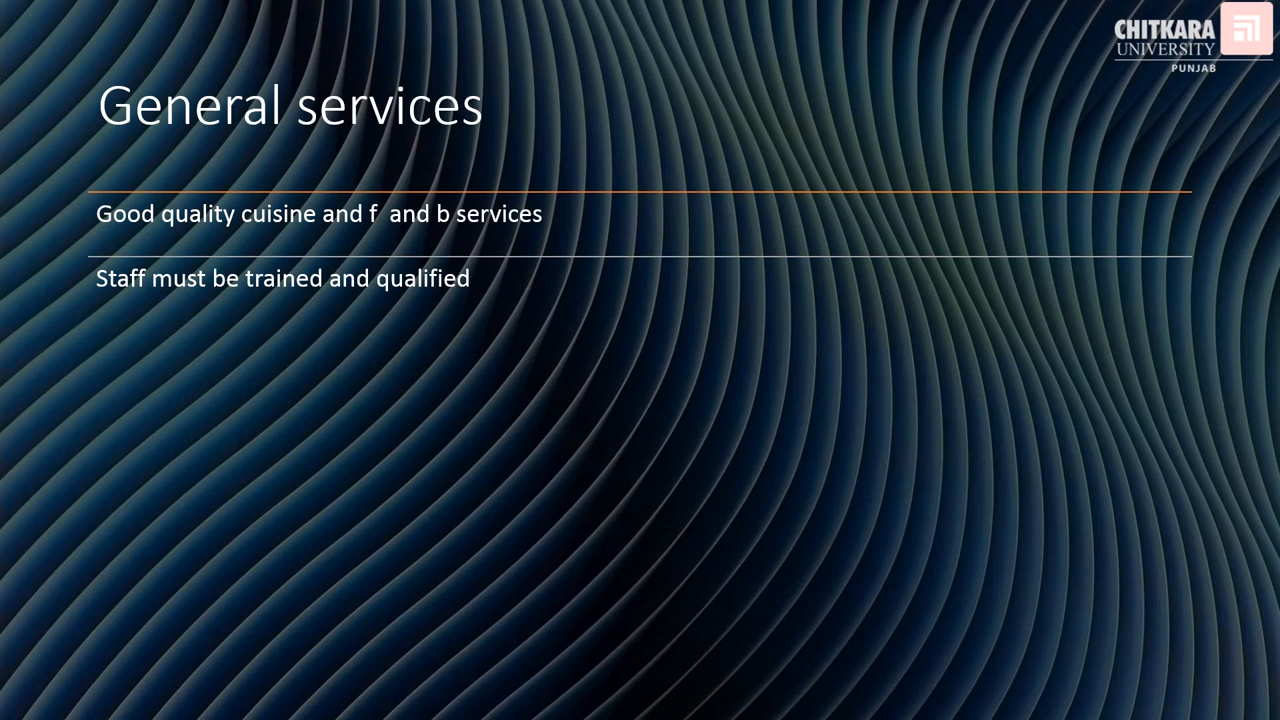 CHITKARA
UNIVERSITY
PUNJAB
General services
Good quality cuisine and f  and b services
Staff must be trained and qualified